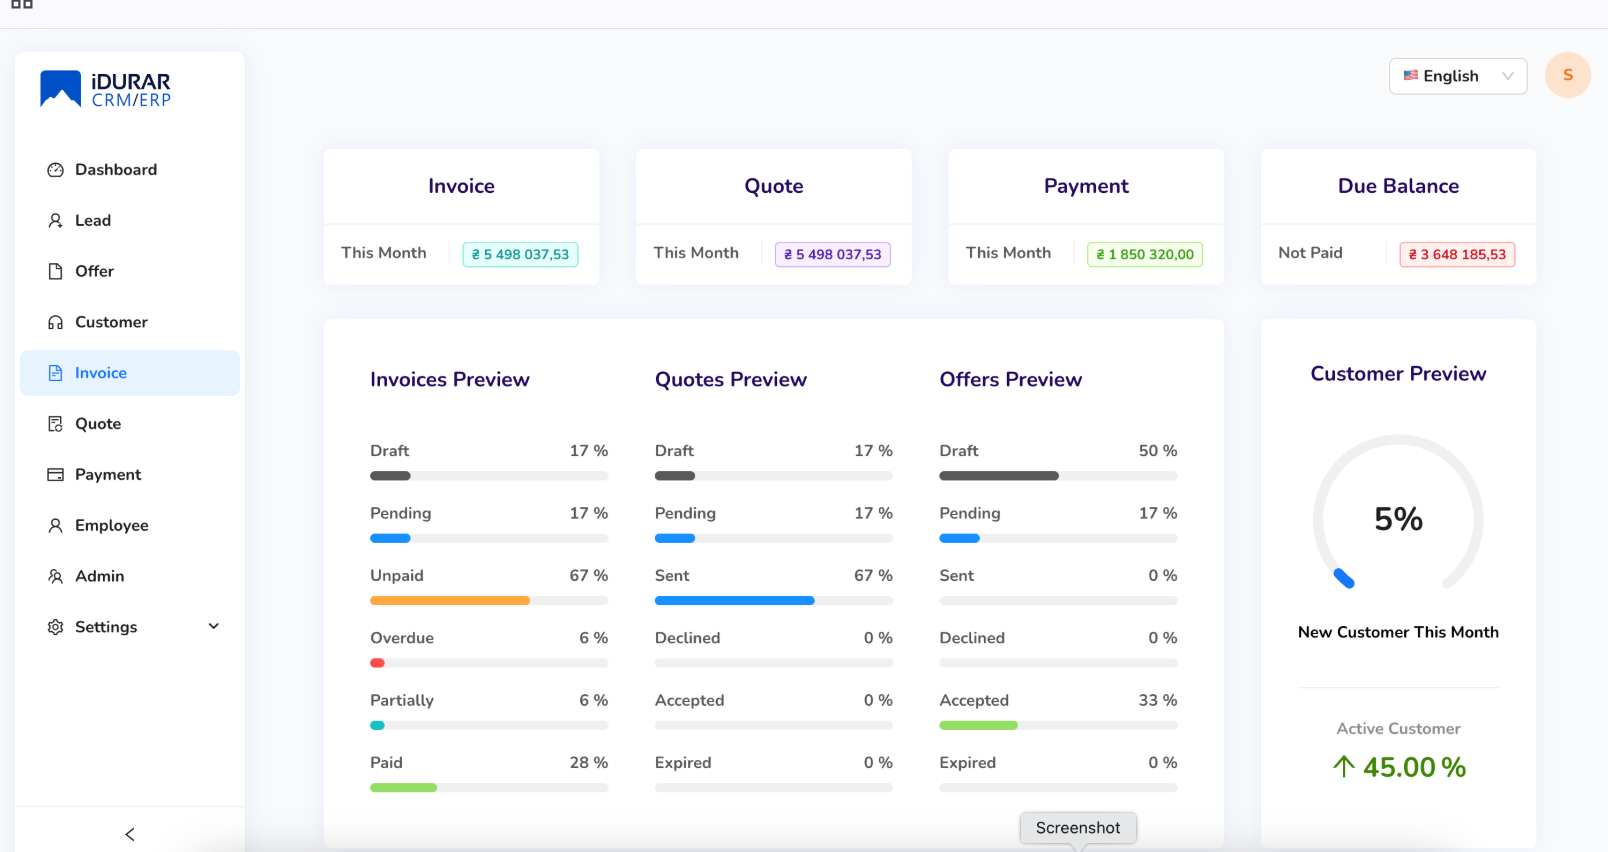 iDURAR
CRM/ERP
English
S
Dashboard
Lead
Offer
Customer
Invoice
Quote
Payment
Employee
Admin
Settings
Invoice
This Month
₴ 5 498 037,53
Quote
This Month
₴ 5 498 037,53
Payment
This Month
₴ 1 850 320,00
Due Balance
Not Paid
₴ 3 648 185,53
Invoices Preview
Draft 17 %
Pending 17 %
Unpaid 67 %
Overdue 6 %
Partially 6 %
Paid 28 %
Quotes Preview
Draft 17 %
Pending 17 %
Sent 67 %
Declined 0 %
Accepted 0 %
Expired 0 %
Offers Preview
Draft 50 %
Pending 17 %
Sent 0 %
Declined 0 %
Accepted 33 %
Expired 0 %
Customer Preview
5%
New Customer This Month
Active Customer
45.00 %
Screenshot